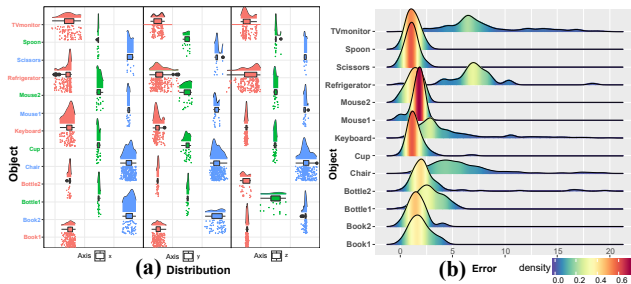 Object
TVmonitor
Spoon
Scissors
Refrigerator
Mouse2
Mouse1
Keyboard
Cup
Chair
Bottle2
Bottle1
Book2
Book1
Axis x
Axis y
Axis z
(a) Distribution
Object
TVmonitor
Spoon
Scissors
Refrigerator
Mouse2
Mouse1
Keyboard
Cup
Chair
Bottle2
Bottle1
Book2
Book1
0 5 10 15 20
(b) Error
density
0.0 0.2 0.4 0.6